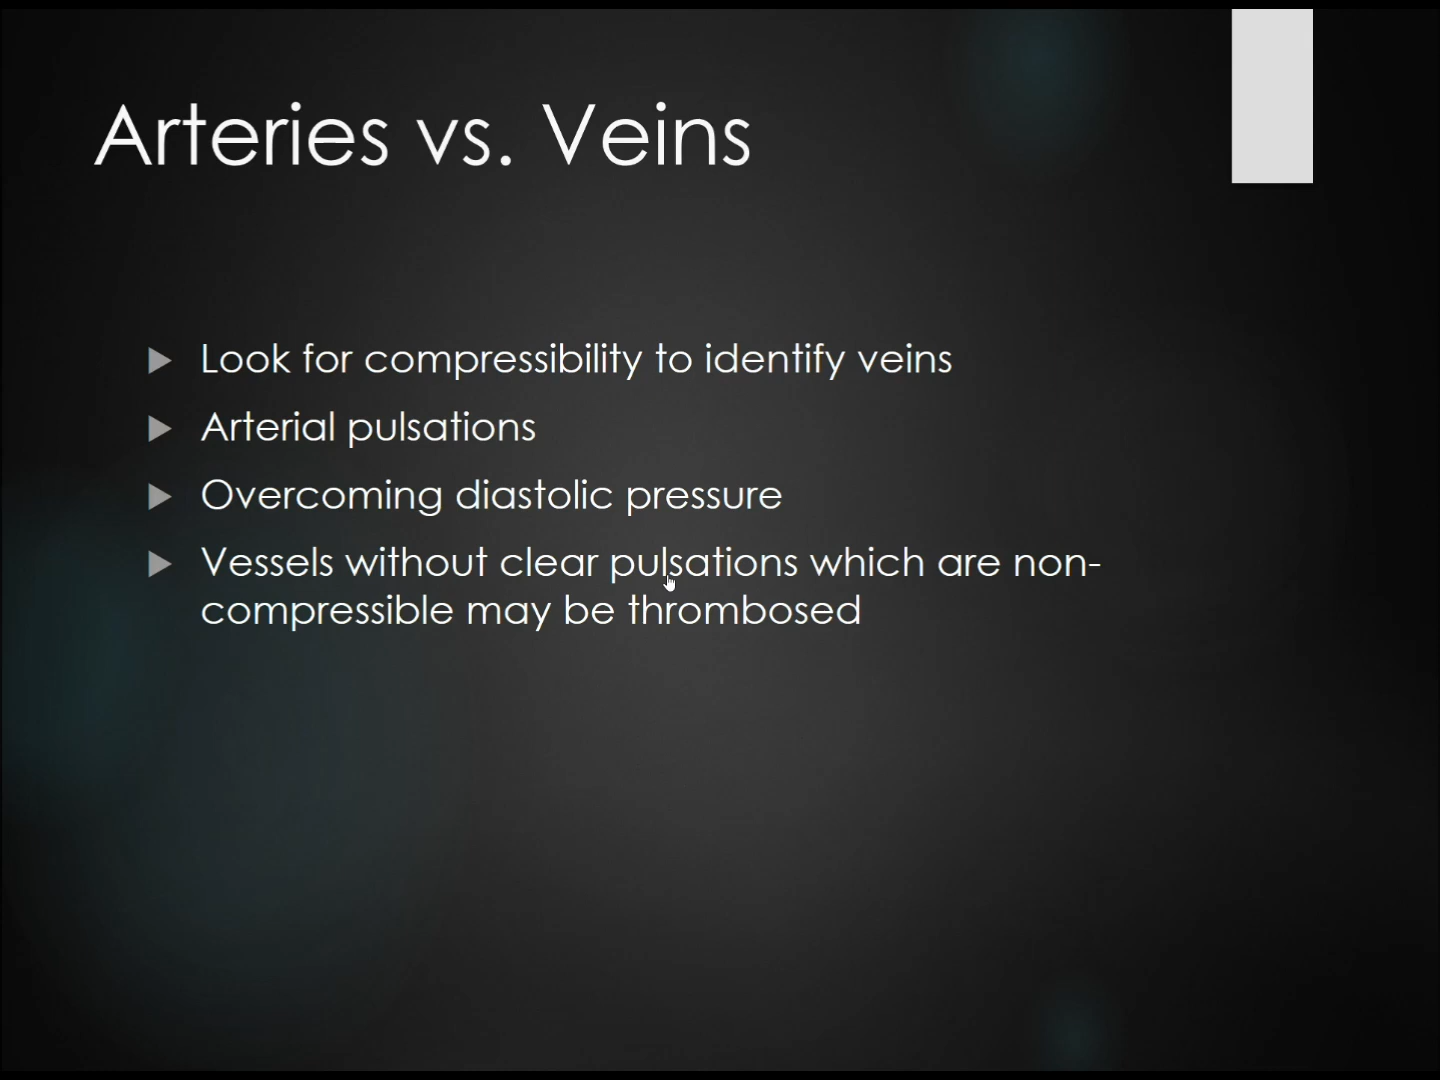 Arteries vs. Veins
Look for compressibility to identify veins
Arterial pulsations
Overcoming diastolic pressure
Vessels without clear pulsations which are non-
compressible may be thrombosed